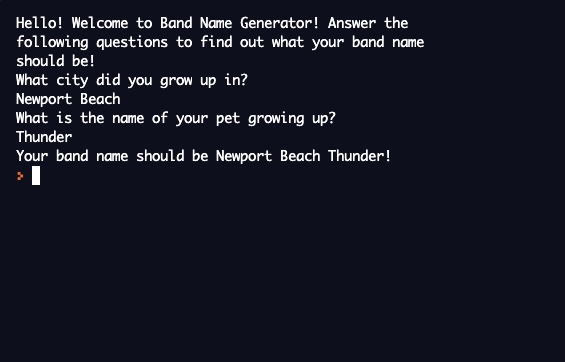 Hello! Welcome to Band Name Generator! Answer the
following questions to find out what your band name
should be!
What city did you grow up in?
Newport Beach
What is the name of your pet growing up?
Thunder
Your band name should be Newport Beach Thunder!
>